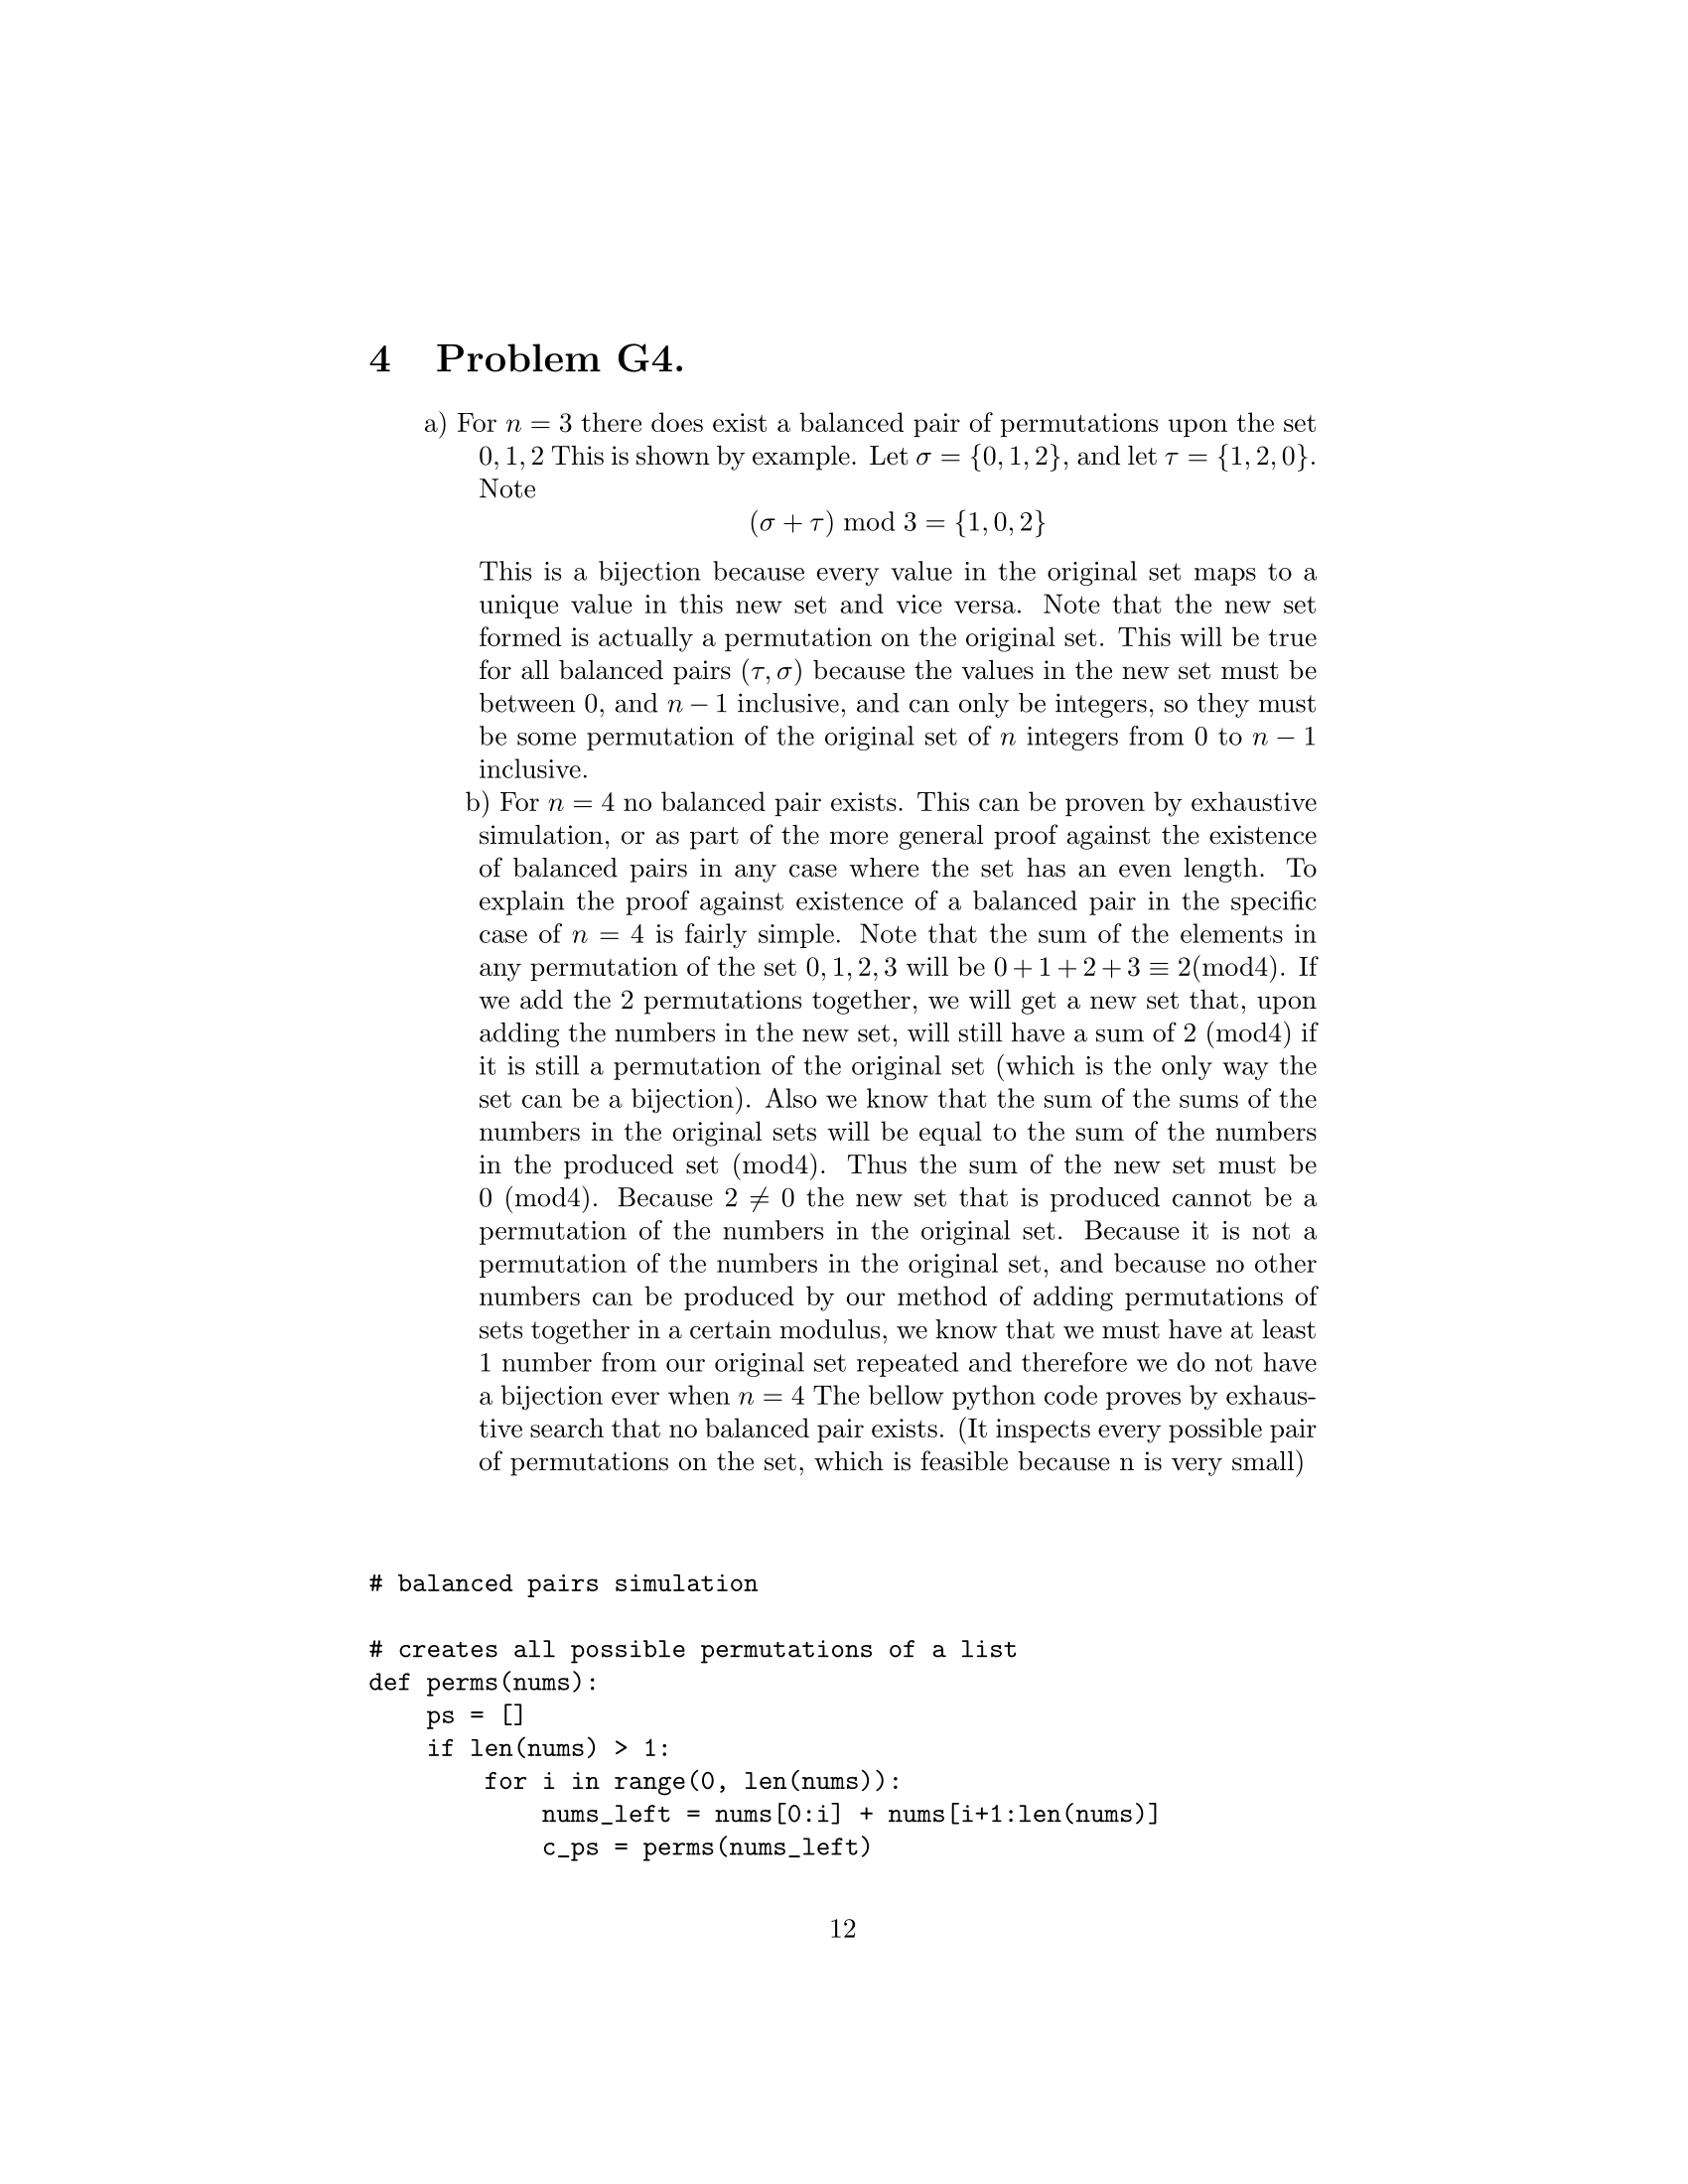 4 Problem G4.
a) For n = 3 there does exist a balanced pair of permutations upon the set
0, 1, 2 This is shown by example. Let σ = {0, 1, 2}, and let τ = {1, 2, 0}.
Note
(σ + τ) mod 3 = {1, 0, 2}
This is a bijection because every value in the original set maps to a
unique value in this new set and vice versa. Note that the new set
formed is actually a permutation on the original set. This will be true
for all balanced pairs (τ, σ) because the values in the new set must be
between 0, and n − 1 inclusive, and can only be integers, so they must
be some permutation of the original set of n integers from 0 to n − 1
inclusive.
b) For n = 4 no balanced pair exists. This can be proven by exhaustive
simulation, or as part of the more general proof against the existence
of balanced pairs in any case where the set has an even length. To
explain the proof against existence of a balanced pair in the specific
case of n = 4 is fairly simple. Note that the sum of the elements in
any permutation of the set 0, 1, 2, 3 will be 0 + 1 + 2 + 3 ≡ 2(mod4). If
we add the 2 permutations together, we will get a new set that, upon
adding the numbers in the new set, will still have a sum of 2 (mod4) if
it is still a permutation of the original set (which is the only way the
set can be a bijection). Also we know that the sum of the sums of the
numbers in the original sets will be equal to the sum of the numbers
in the produced set (mod4). Thus the sum of the new set must be
0 (mod4). Because 2 ≠ 0 the new set that is produced cannot be a
permutation of the numbers in the original set. Because it is not a
permutation of the numbers in the original set, and because no other
numbers can be produced by our method of adding permutations of
sets together in a certain modulus, we know that we must have at least
1 number from our original set repeated and therefore we do not have
a bijection ever when n = 4 The bellow python code proves by exhaus-
tive search that no balanced pair exists. (It inspects every possible pair
of permutations on the set, which is feasible because n is very small)
# balanced pairs simulation
# creates all possible permutations of a list
def perms(nums):
    ps = []
    if len(nums) > 1:
        for i in range(0, len(nums)):
            nums_left = nums[0:i] + nums[i+1:len(nums)]
            c_ps = perms(nums_left)
12